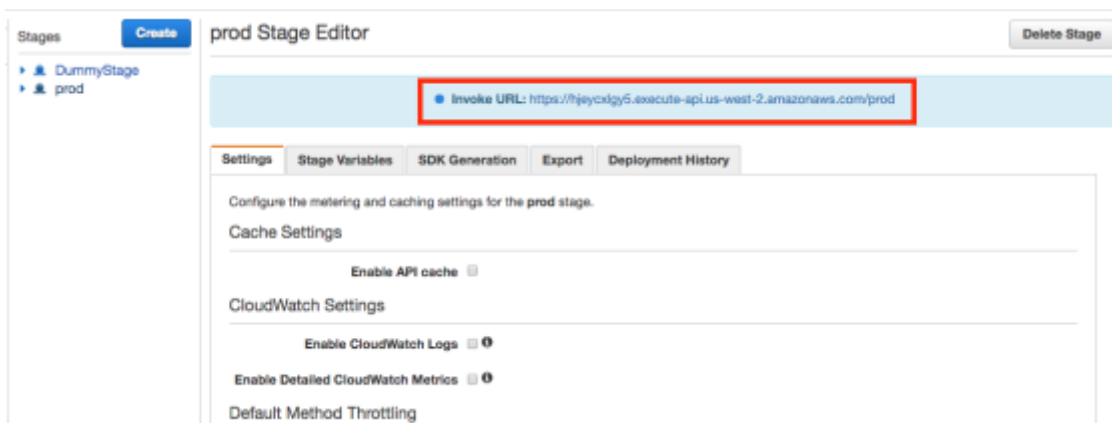 Stages
Create
DummyStage
prod
prod Stage Editor
Delete Stage
Invoke URL: https://hjeycxlgy5.execute-api.us-west-2.amazonaws.com/prod
Settings Stage Variables SDK Generation Export Deployment History
Configure the metering and caching settings for the prod stage.
Cache Settings
Enable API cache
CloudWatch Settings
Enable CloudWatch Logs
Enable Detailed CloudWatch Metrics
Default Method Throttling